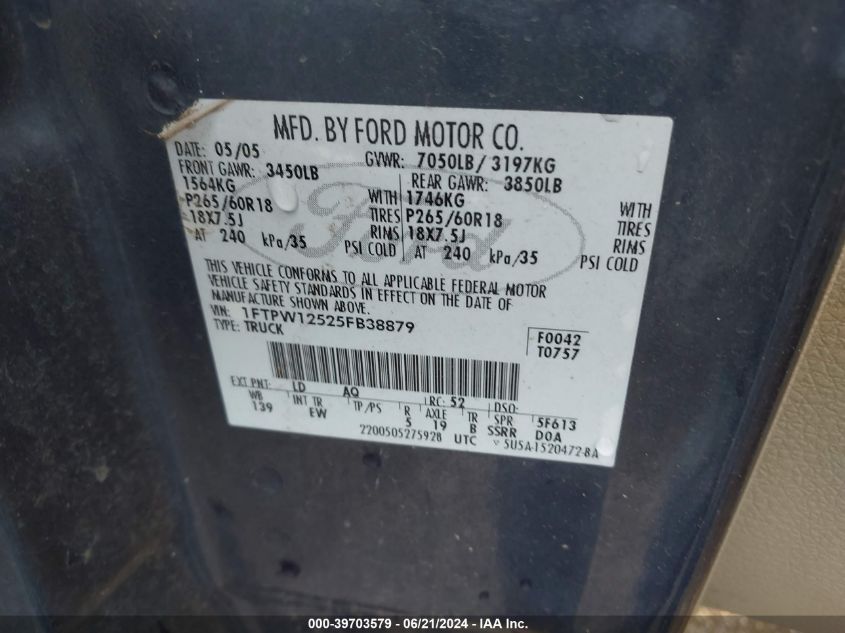 MFD. BY FORD MOTOR CO.
DATE: 05/05 GVWR: 7050LB/ 3197KG
FRONT GAWR: 3450LB REAR GAWR: 3850LB
1564KG WITH 1746KG WITH
P265/60R18 TIRES P265/60R18 TIRES
18X7.5J RIMS 18X7.5J RIMS
AT 240 kPa/35 PSI COLD AT 240 kPa/35 PSI COLD
Ford
THIS VEHICLE CONFORMS TO ALL APPLICABLE FEDERAL MOTOR
VEHICLE SAFETY STANDARDS IN EFFECT ON THE DATE OF
MANUFACTURE SHOWN ABOVE.
VIN: 1FTPW12525FB38879
TYPE: TRUCK F0042
T0757
EXT PNT: LD AQ RC: 52 DSO:
WB INT TR TP/PS R AXLE TR SPR 5F613
139 EW 5 19 B SSRR DOA
2200505275928 UTC 5U5A-1520472-BA
000-39703579 - 06/21/2024 - IAA Inc.